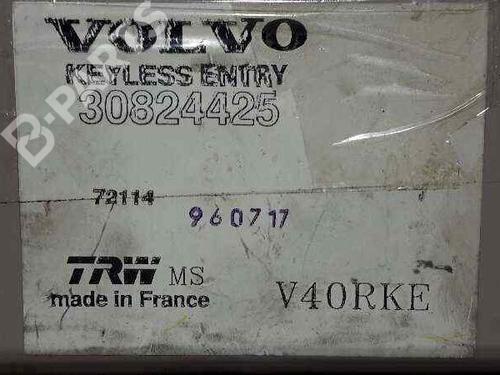 VOLVO
KEYLESS ENTRY
30824425
B-PARTS
72114
960717
TRW MS
made in France
V40RKE